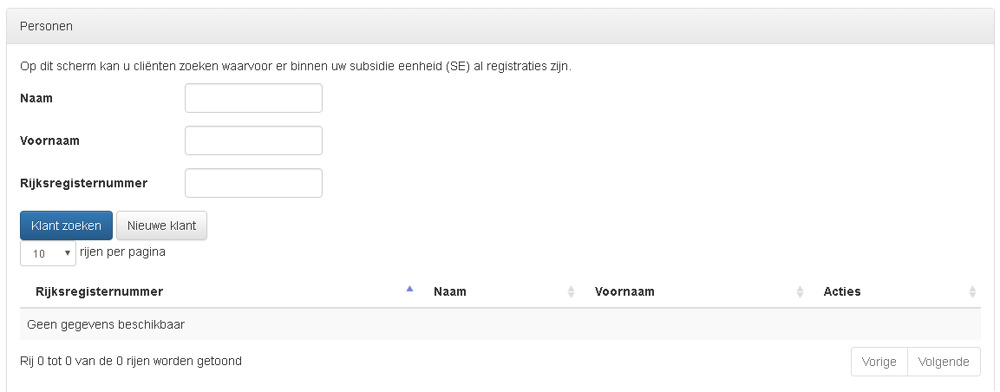 Personen
Op dit scherm kan u cliënten zoeken waarvoor er binnen uw subsidie eenheid (SE) al registraties zijn.
Naam
Voornaam
Rijksregisternummer
Klant zoeken Nieuwe klant
10 rijen per pagina
Rijksregisternummer Naam Voornaam Acties
Geen gegevens beschikbaar
Rij 0 tot 0 van de 0 rijen worden getoond Vorige Volgende